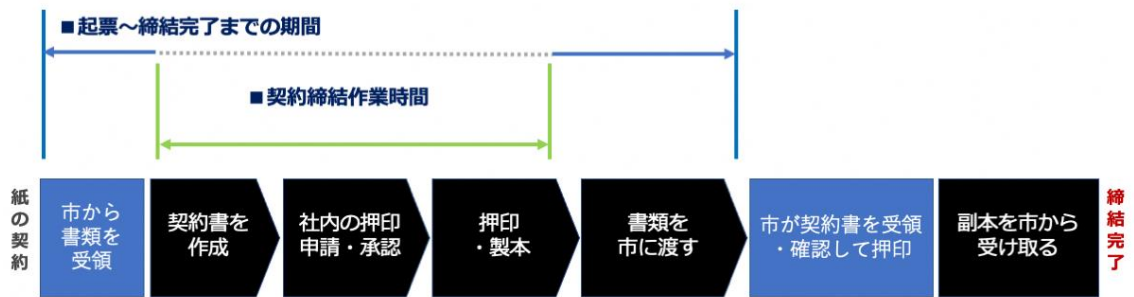 ■起票～締結完了までの期間
■契約締結作業時間
紙の契約
市から
書類を
受領
契約書を
作成
社内の押印
申請・承認
押印
・製本
書類を
市に渡す
市が契約書を受領
・確認して押印
副本を市から
受け取る
締結完了